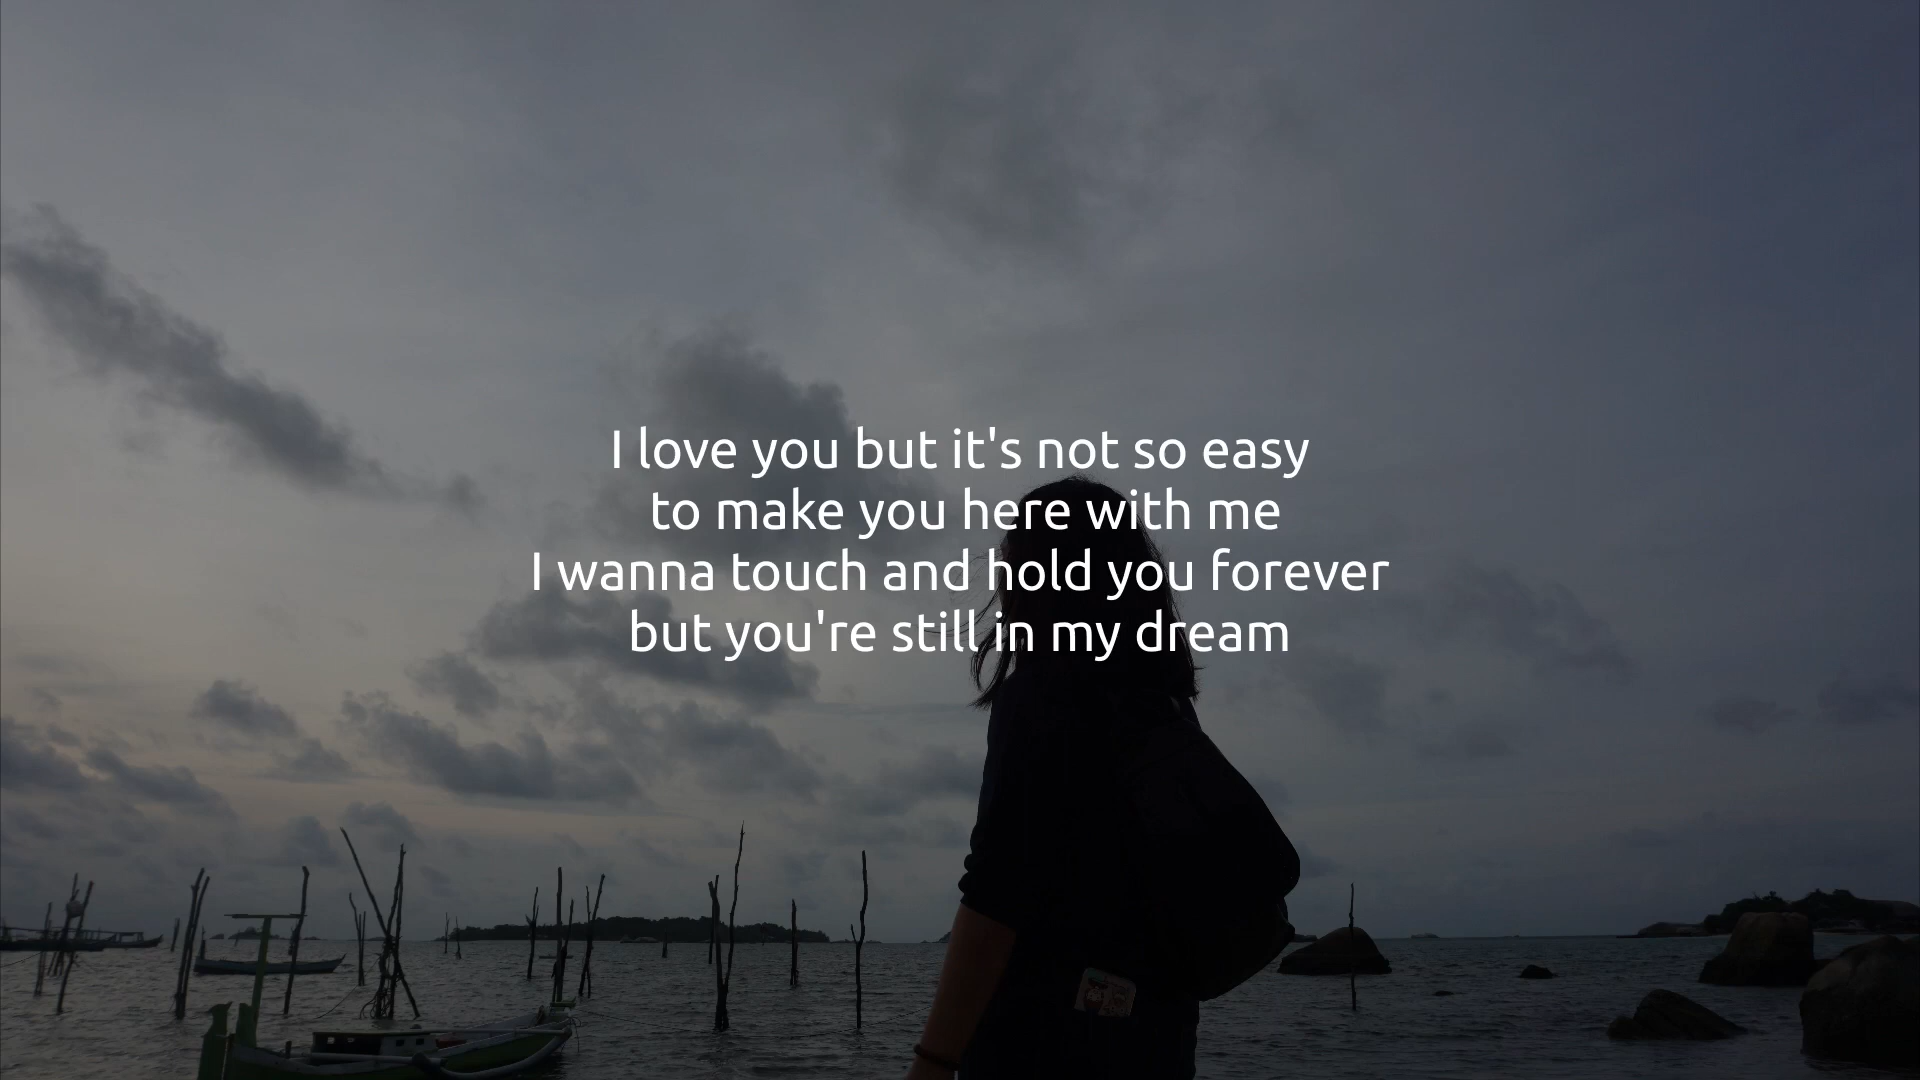 I love you but it's not so easy
to make you here with me
I wanna touch and hold you forever
but you're still in my dream